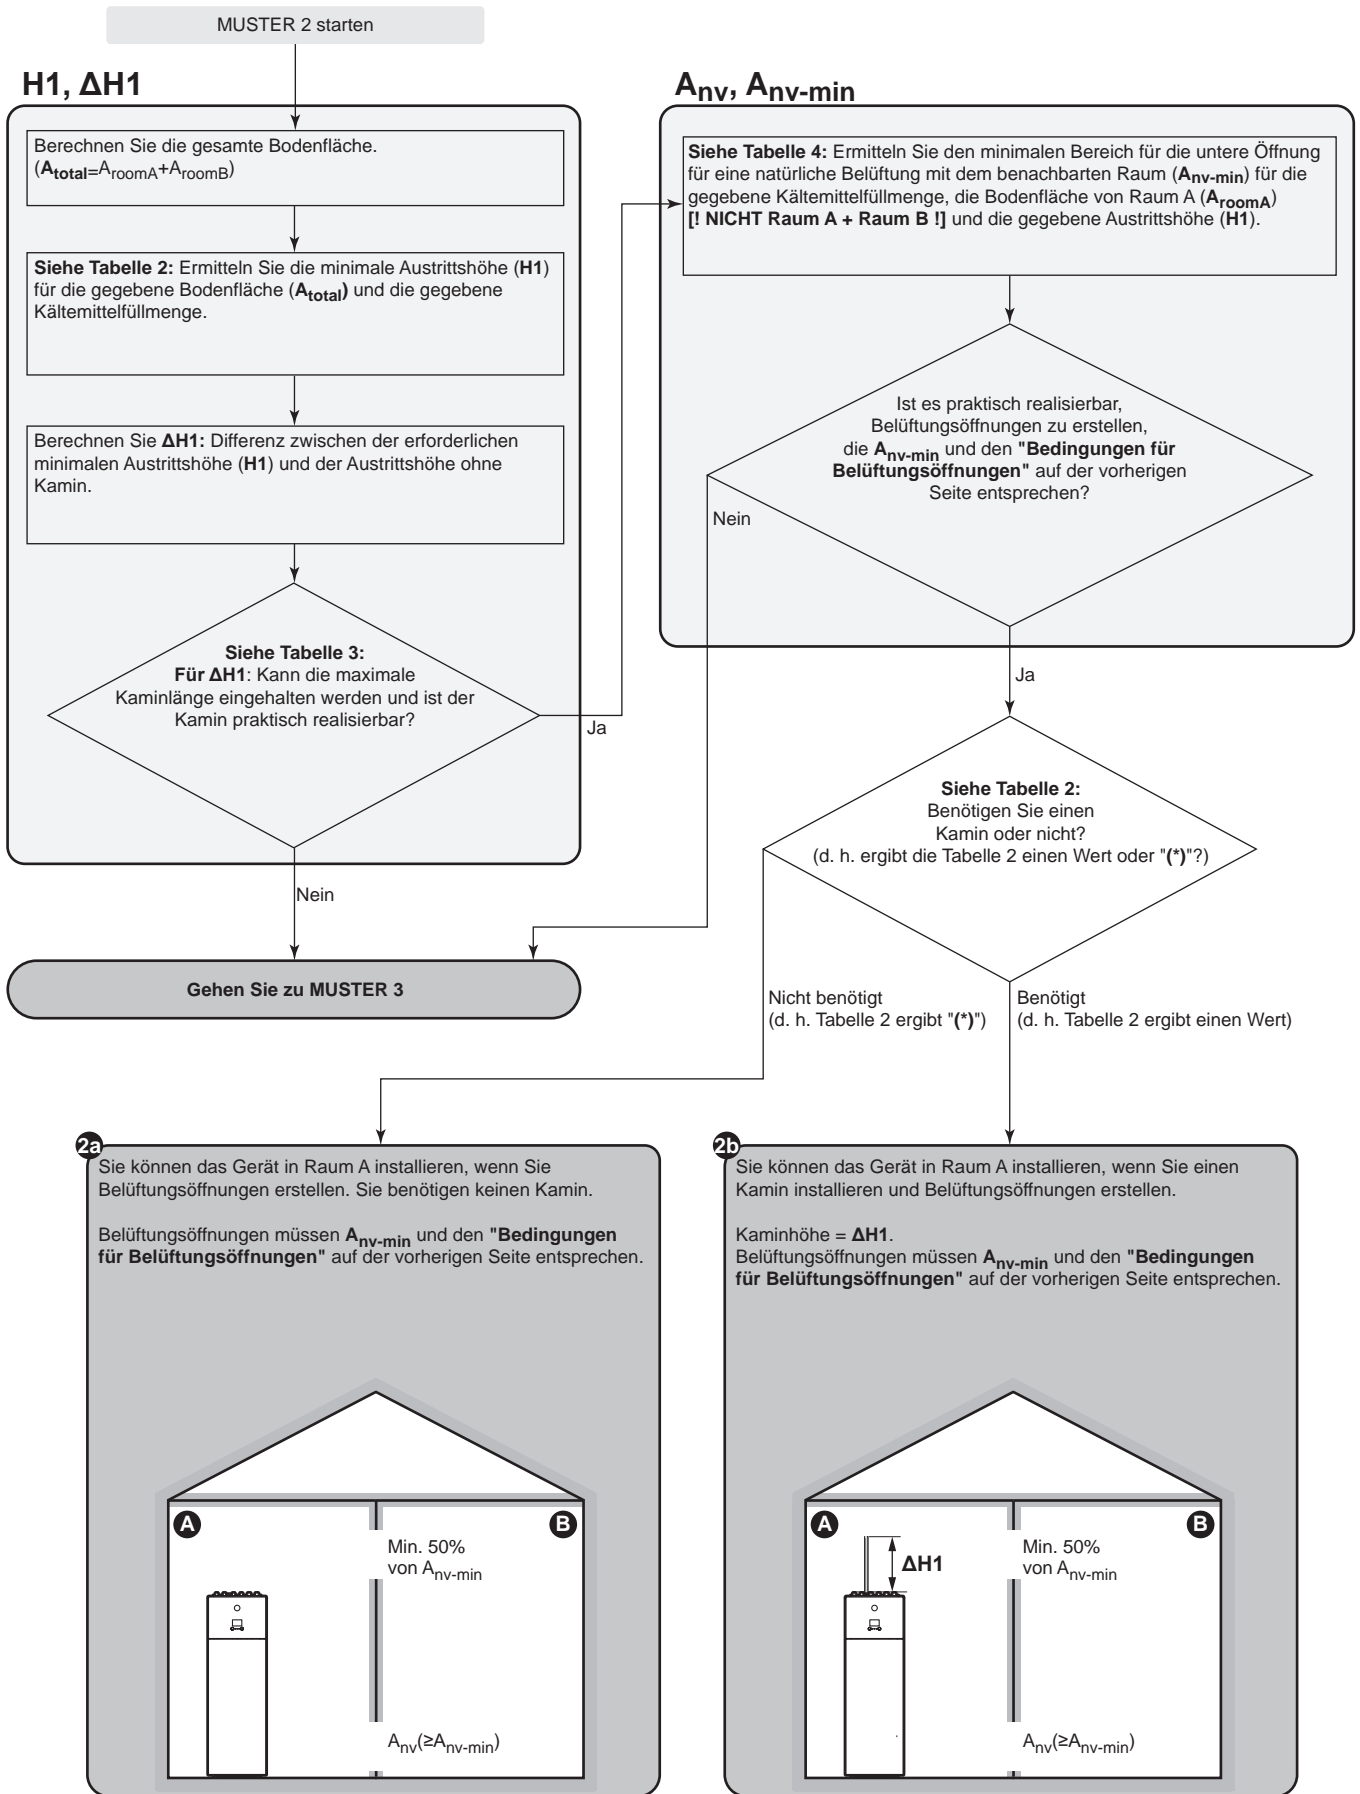 MUSTER 2 starten
H1, ΔH1
Berechnen Sie die gesamte Bodenfläche.
(Atotal=AroomA+AroomB)
Siehe Tabelle 2: Ermitteln Sie die minimale Austrittshöhe (H1)
für die gegebene Bodenfläche (Atotal) und die gegebene
Kältemittelfüllmenge.
Berechnen Sie ΔH1: Differenz zwischen der erforderlichen
minimalen Austrittshöhe (H1) und der Austrittshöhe ohne
Kamin.
Siehe Tabelle 3:
Für ΔH1: Kann die maximale
Kaminlänge eingehalten werden und ist der
Kamin praktisch realisierbar?
Ja
Nein
Gehen Sie zu MUSTER 3
Anv, Anv-min
Siehe Tabelle 4: Ermitteln Sie den minimalen Bereich für die untere Öffnung
für eine natürliche Belüftung mit dem benachbarten Raum (Anv-min) für die
gegebene Kältemittelfüllmenge, die Bodenfläche von Raum A (AroomA)
[! NICHT Raum A + Raum B !] und die gegebene Austrittshöhe (H1).
Ist es praktisch realisierbar,
Belüftungsöffnungen zu erstellen,
die Anv-min und den "Bedingungen für
Belüftungsöffnungen" auf der vorherigen
Seite entsprechen?
Nein
Ja
Siehe Tabelle 2:
Benötigen Sie einen
Kamin oder nicht?
(d. h. ergibt die Tabelle 2 einen Wert oder "(*)"?)
Nicht benötigt
(d. h. Tabelle 2 ergibt "(*)")
Benötigt
(d. h. Tabelle 2 ergibt einen Wert)
2a
Sie können das Gerät in Raum A installieren, wenn Sie
Belüftungsöffnungen erstellen. Sie benötigen keinen Kamin.
Belüftungsöffnungen müssen Anv-min und den "Bedingungen
für Belüftungsöffnungen" auf der vorherigen Seite entsprechen.
A
B
Min. 50%
von Anv-min
Anv(≥Anv-min)
2b
Sie können das Gerät in Raum A installieren, wenn Sie einen
Kamin installieren und Belüftungsöffnungen erstellen.
Kaminhöhe = ΔH1.
Belüftungsöffnungen müssen Anv-min und den "Bedingungen
für Belüftungsöffnungen" auf der vorherigen Seite entsprechen.
A
B
ΔH1
Min. 50%
von Anv-min
Anv(≥Anv-min)